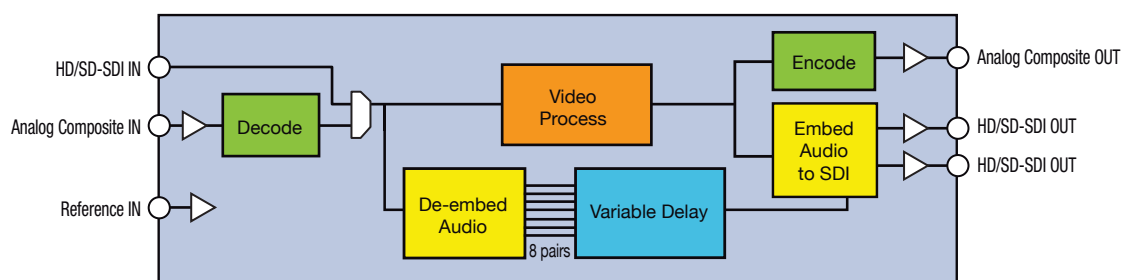 HD/SD-SDI IN
Analog Composite IN
Reference IN
Decode
Video
Process
De-embed
Audio
8 pairs
Variable Delay
Encode
Embed
Audio
to SDI
Analog Composite OUT
HD/SD-SDI OUT
HD/SD-SDI OUT